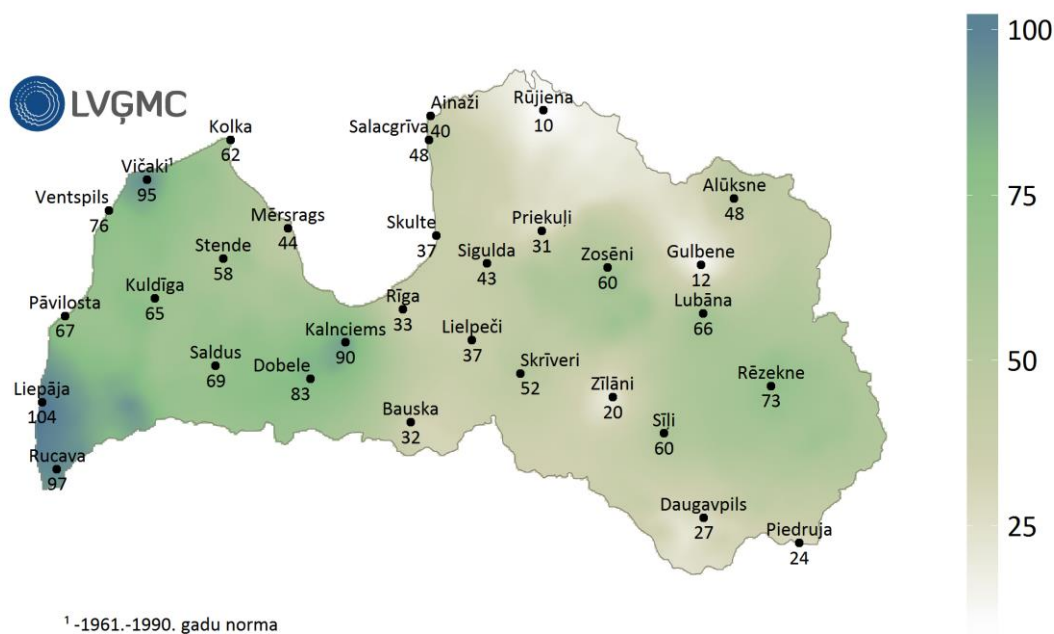 100
LVĢMC
Rūjiena
10
Ainaži
40
Kolka
62
Salacgrīva
48
Vičaki¹
95
Alūksne
48
75
Ventspils
76
Mērsrags
44
Skulte
37
Priekuļi
31
Stende
58
Sigulda
43
Zosēni
60
Gulbene
12
Kuldīga
65
Pāvilosta
67
Rīga
33
Lubāna
66
Kalnciems
90
Lielpeči
37
50
Saldus
69
Dobele
83
Skrīveri
52
Zīlāni
20
Rēzekne
73
Liepāja
104
Bauska
32
Sīļi
60
Rucava
97
Daugavpils
27
25
Piedruja
24
¹ -1961.-1990. gadu norma